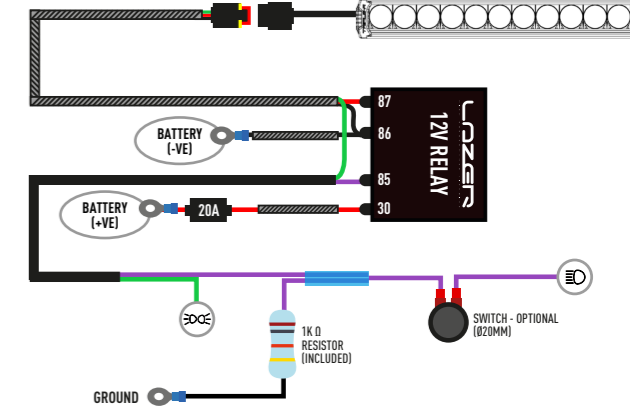 87
86
85
30
LAZER
12V RELAY
BATTERY
(-VE)
BATTERY
(+VE)
20A
SWITCH - OPTIONAL
(Ø20MM)
1K Ω
RESISTOR
(INCLUDED)
GROUND